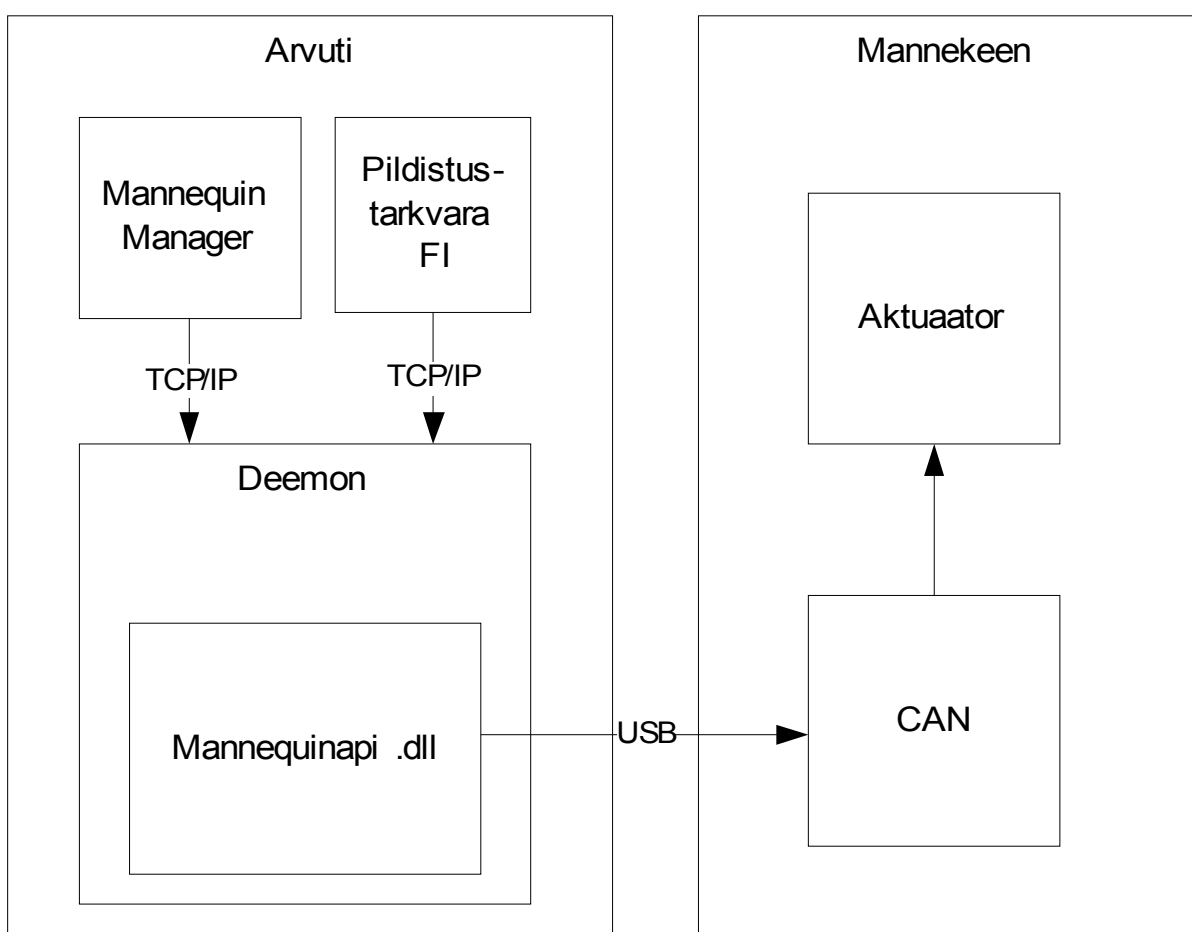 Arvuti
Mannekeen
Mannequin
Manager
Pildistus-
tarkvara
FI
Aktuaator
TCP/IP
TCP/IP
Deemon
Mannequinapi .dll
USB
CAN